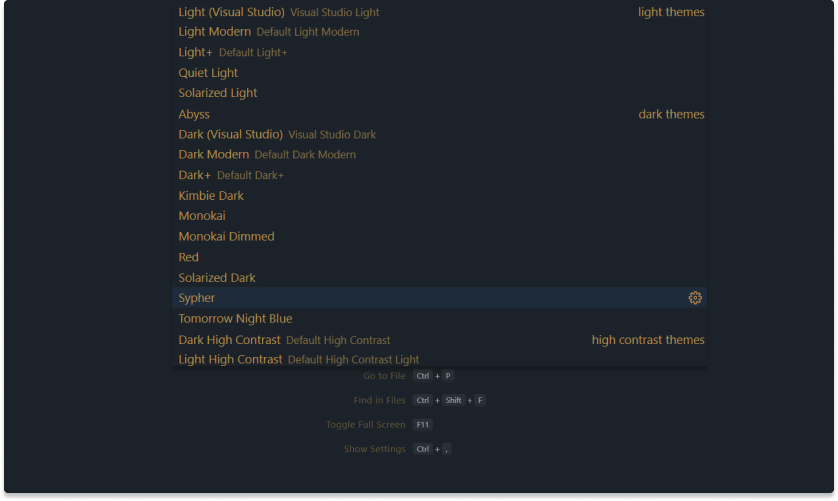 Light (Visual Studio) Visual Studio Light light themes
Light Modern Default Light Modern
Light+ Default Light+
Quiet Light
Solarized Light
Abyss dark themes
Dark (Visual Studio) Visual Studio Dark
Dark Modern Default Dark Modern
Dark+ Default Dark+
Kimbie Dark
Monokai
Monokai Dimmed
Red
Solarized Dark
Sypher
Tomorrow Night Blue
Dark High Contrast Default High Contrast high contrast themes
Light High Contrast Default High Contrast Light
Go to File Ctrl + P
Find in Files Ctrl + Shift + F
Toggle Full Screen F11
Show Settings Ctrl + ,